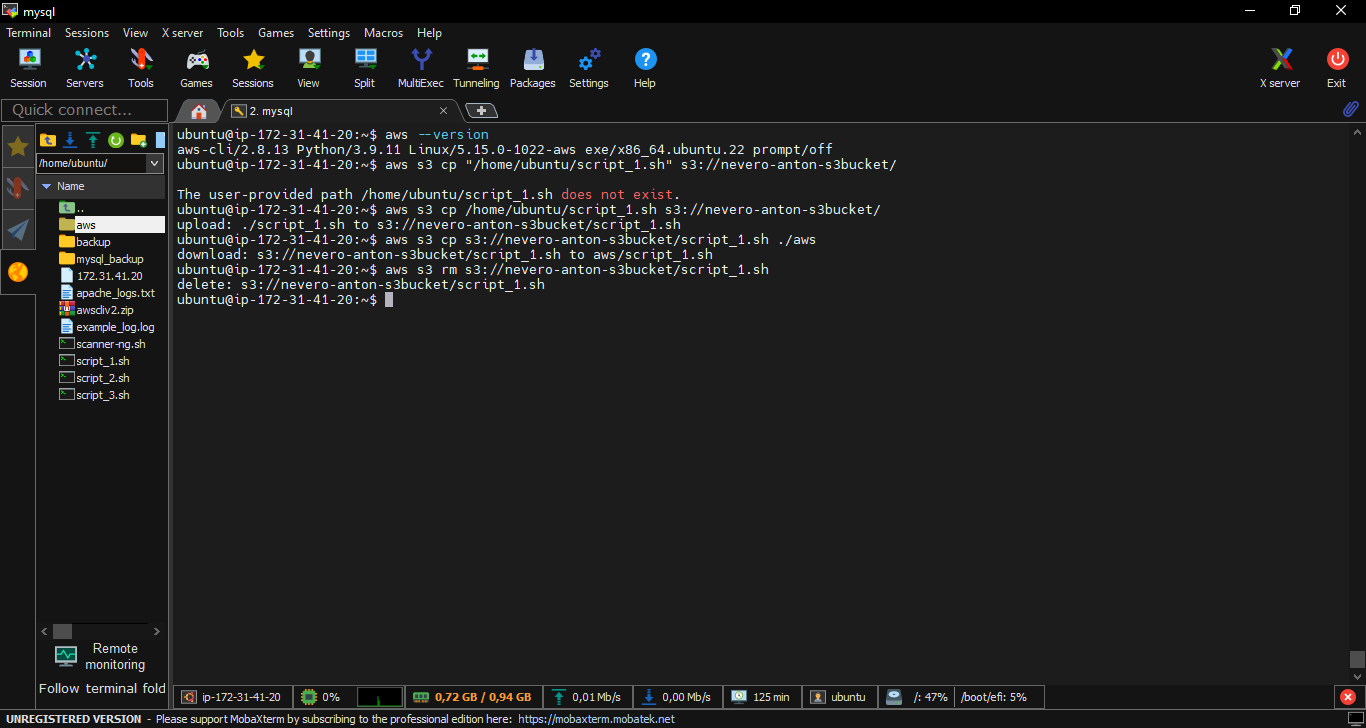 mysql
Terminal Sessions View X server Tools Games Settings Macros Help
Session Servers Tools Games Sessions View Split MultiExec Tunneling Packages Settings Help X server Exit
Quick connect...
2. mysql
/home/ubuntu/
Name
..
aws
backup
mysql_backup
172.31.41.20
apache_logs.txt
awscliv2.zip
example_log.log
scanner-ng.sh
script_1.sh
script_2.sh
script_3.sh
Remote
monitoring
Follow terminal fold
ubuntu@ip-172-31-41-20:~$ aws --version
aws-cli/2.8.13 Python/3.9.11 Linux/5.15.0-1022-aws exe/x86_64.ubuntu.22 prompt/off
ubuntu@ip-172-31-41-20:~$ aws s3 cp "/home/ubuntu/script_1.sh" s3://nevero-anton-s3bucket/
The user-provided path /home/ubuntu/script_1.sh does not exist.
ubuntu@ip-172-31-41-20:~$ aws s3 cp /home/ubuntu/script_1.sh s3://nevero-anton-s3bucket/
upload: ./script_1.sh to s3://nevero-anton-s3bucket/script_1.sh
ubuntu@ip-172-31-41-20:~$ aws s3 cp s3://nevero-anton-s3bucket/script_1.sh ./aws
download: s3://nevero-anton-s3bucket/script_1.sh to aws/script_1.sh
ubuntu@ip-172-31-41-20:~$ aws s3 rm s3://nevero-anton-s3bucket/script_1.sh
delete: s3://nevero-anton-s3bucket/script_1.sh
ubuntu@ip-172-31-41-20:~$
ip-172-31-41-20 0% 0,72 GB / 0,94 GB 0,01 Mb/s 0,00 Mb/s 125 min ubuntu /: 47% /boot/efi: 5%
UNREGISTERED VERSION - Please support MobaXterm by subscribing to the professional edition here: https://mobaxterm.mobatek.net